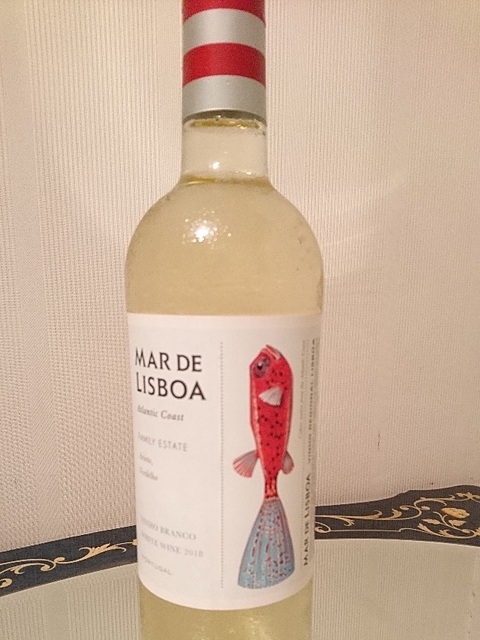 MAR DE
LISBOA
Atlantic Coast
FAMILY ESTATE
Arinto,
Verdelho
VINHO BRANCO
WHITE WINE 2018
PORTUGAL
MAR DE LISBOA VINHO REGIONAL LISBOA